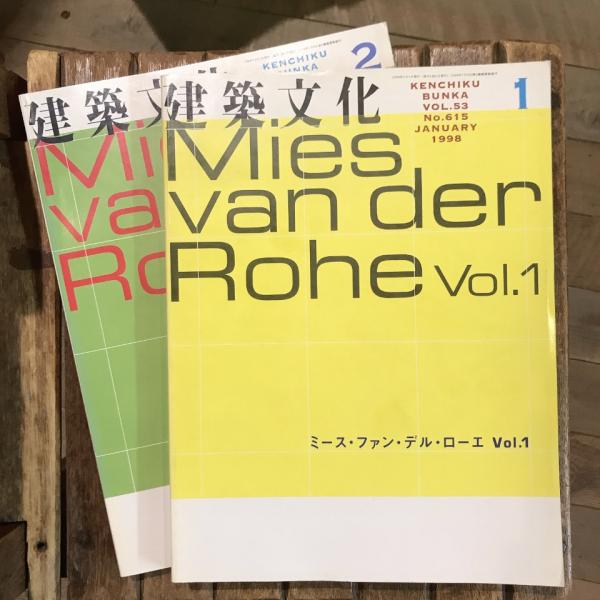 建築文化
KENCHIKU
BUNKA
VOL.53
No.615
JANUARY
1998
1
Mies
van der
Rohe Vol.1
ミース・ファン・デル・ローエ Vol.1
建築文
KENCHIKU
BUNKA
2
Mi
va
Ro